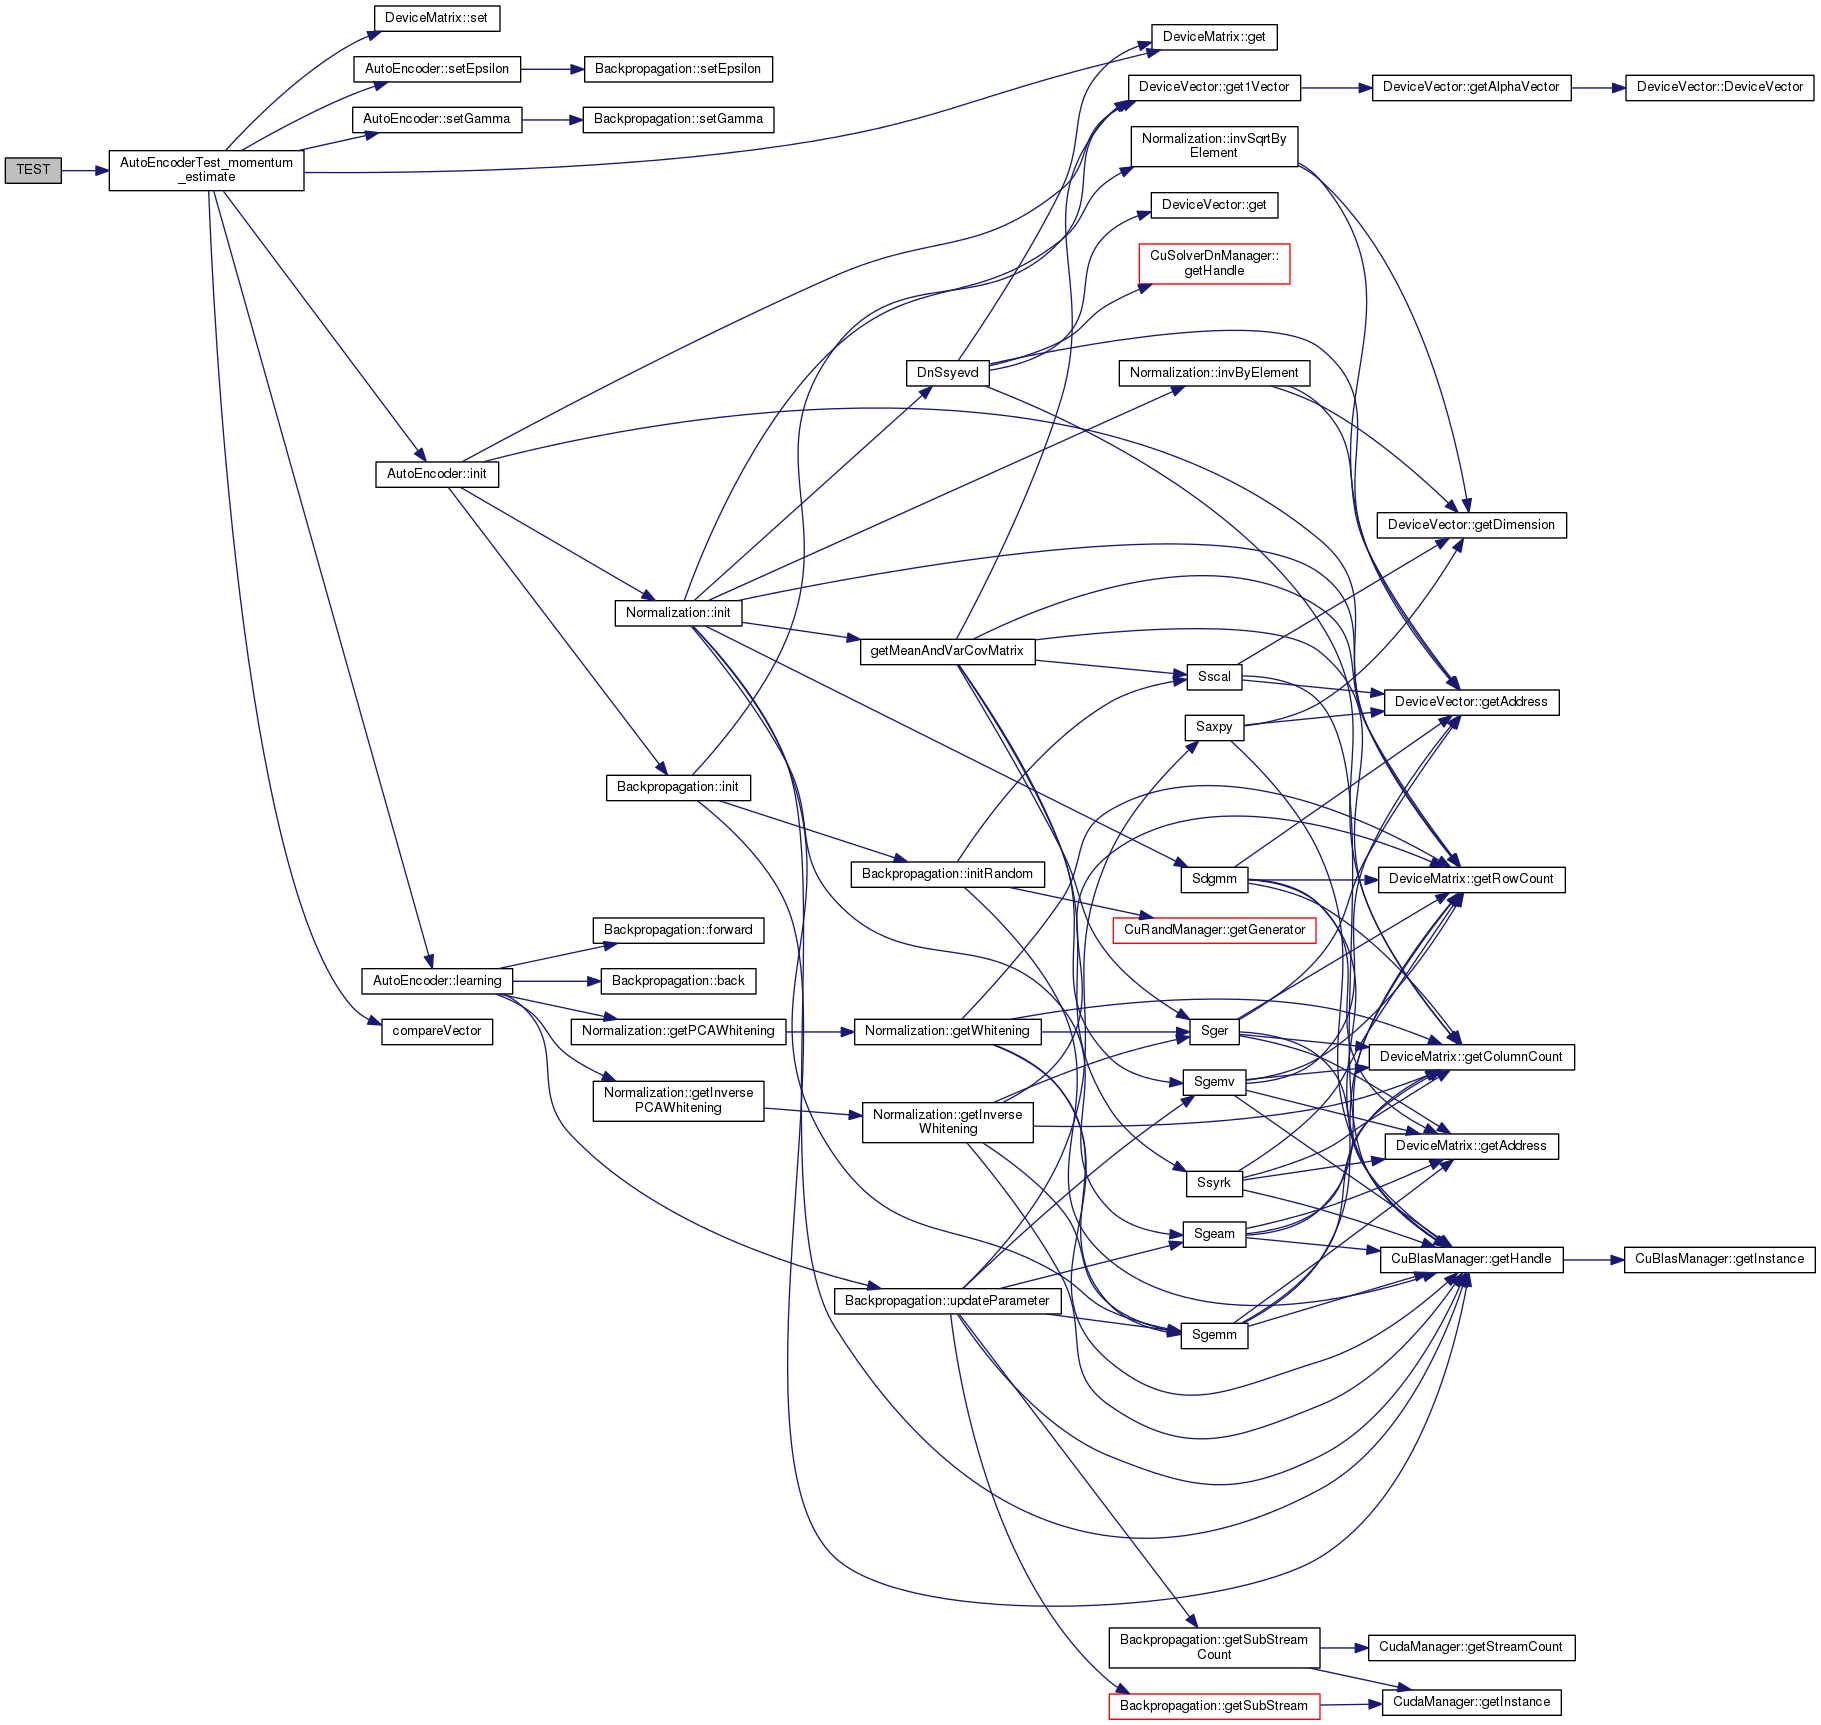 TEST
AutoEncoderTest_momentum
_estimate
DeviceMatrix::set
AutoEncoder::setEpsilon
AutoEncoder::setGamma
AutoEncoder::init
AutoEncoder::learning
compareVector
Backpropagation::setEpsilon
Backpropagation::setGamma
Normalization::init
Backpropagation::init
Backpropagation::forward
Backpropagation::back
Normalization::getPCAWhitening
Normalization::getInverse
PCAWhitening
DnSsyevd
getMeanAndVarCovMatrix
Backpropagation::initRandom
Normalization::getWhitening
Normalization::getInverse
Whitening
Backpropagation::updateParameter
DeviceMatrix::get
DeviceVector::get1Vector
Normalization::invSqrtBy
Element
DeviceVector::get
CuSolverDnManager::
getHandle
Normalization::invByElement
Sscal
Saxpy
Sdgmm
CuRandManager::getGenerator
Sger
Sgemv
Ssyrk
Sgeam
Sgemm
Backpropagation::getSubStream
Count
Backpropagation::getSubStream
DeviceVector::getAlphaVector
DeviceVector::getDimension
DeviceVector::getAddress
DeviceMatrix::getRowCount
DeviceMatrix::getColumnCount
DeviceMatrix::getAddress
CuBlasManager::getHandle
CudaManager::getStreamCount
CudaManager::getInstance
DeviceVector::DeviceVector
CuBlasManager::getInstance